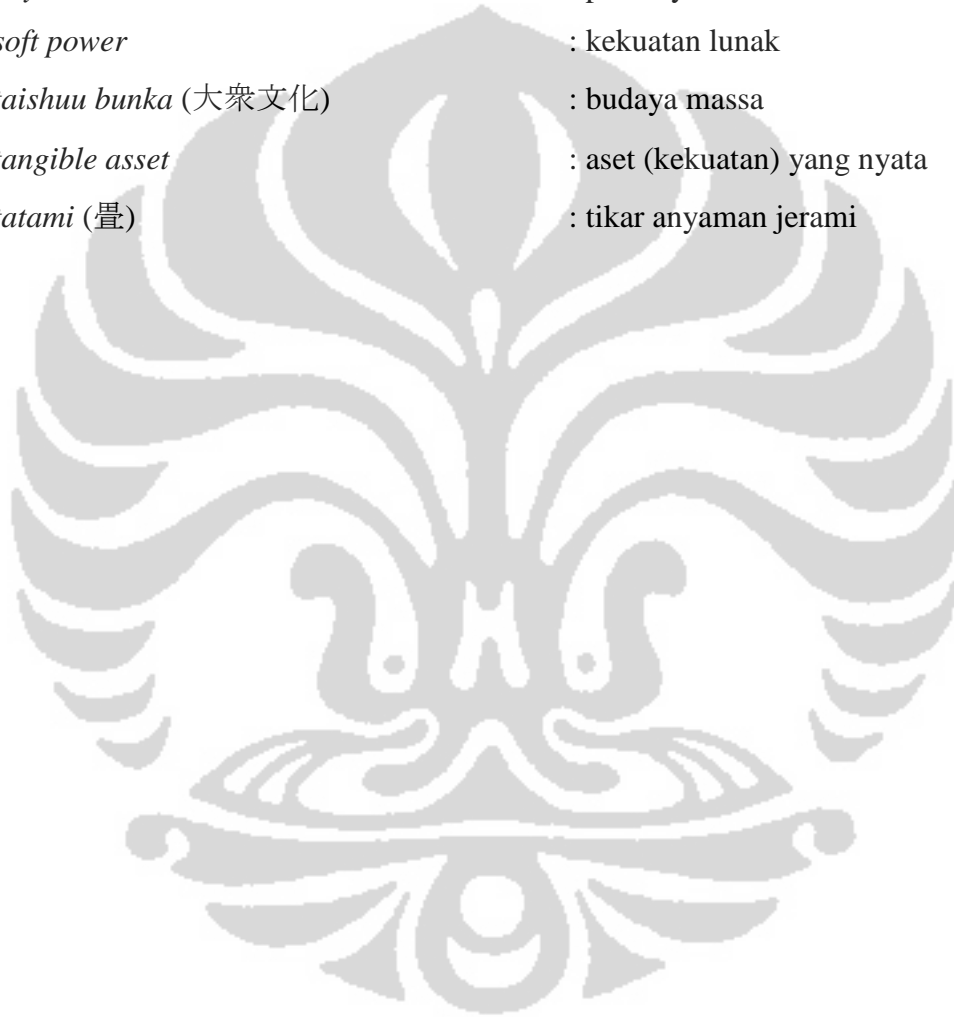 soft power : kekuatan lunak
taishuu bunka (大衆文化) : budaya massa
tangible asset : aset (kekuatan) yang nyata
tatami (畳) : tikar anyaman jerami